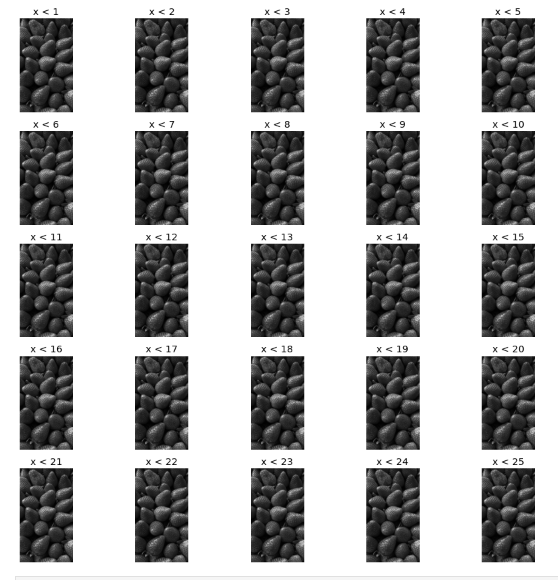 x < 1 x < 2 x < 3 x < 4 x < 5
x < 6 x < 7 x < 8 x < 9 x < 10
x < 11 x < 12 x < 13 x < 14 x < 15
x < 16 x < 17 x < 18 x < 19 x < 20
x < 21 x < 22 x < 23 x < 24 x < 25